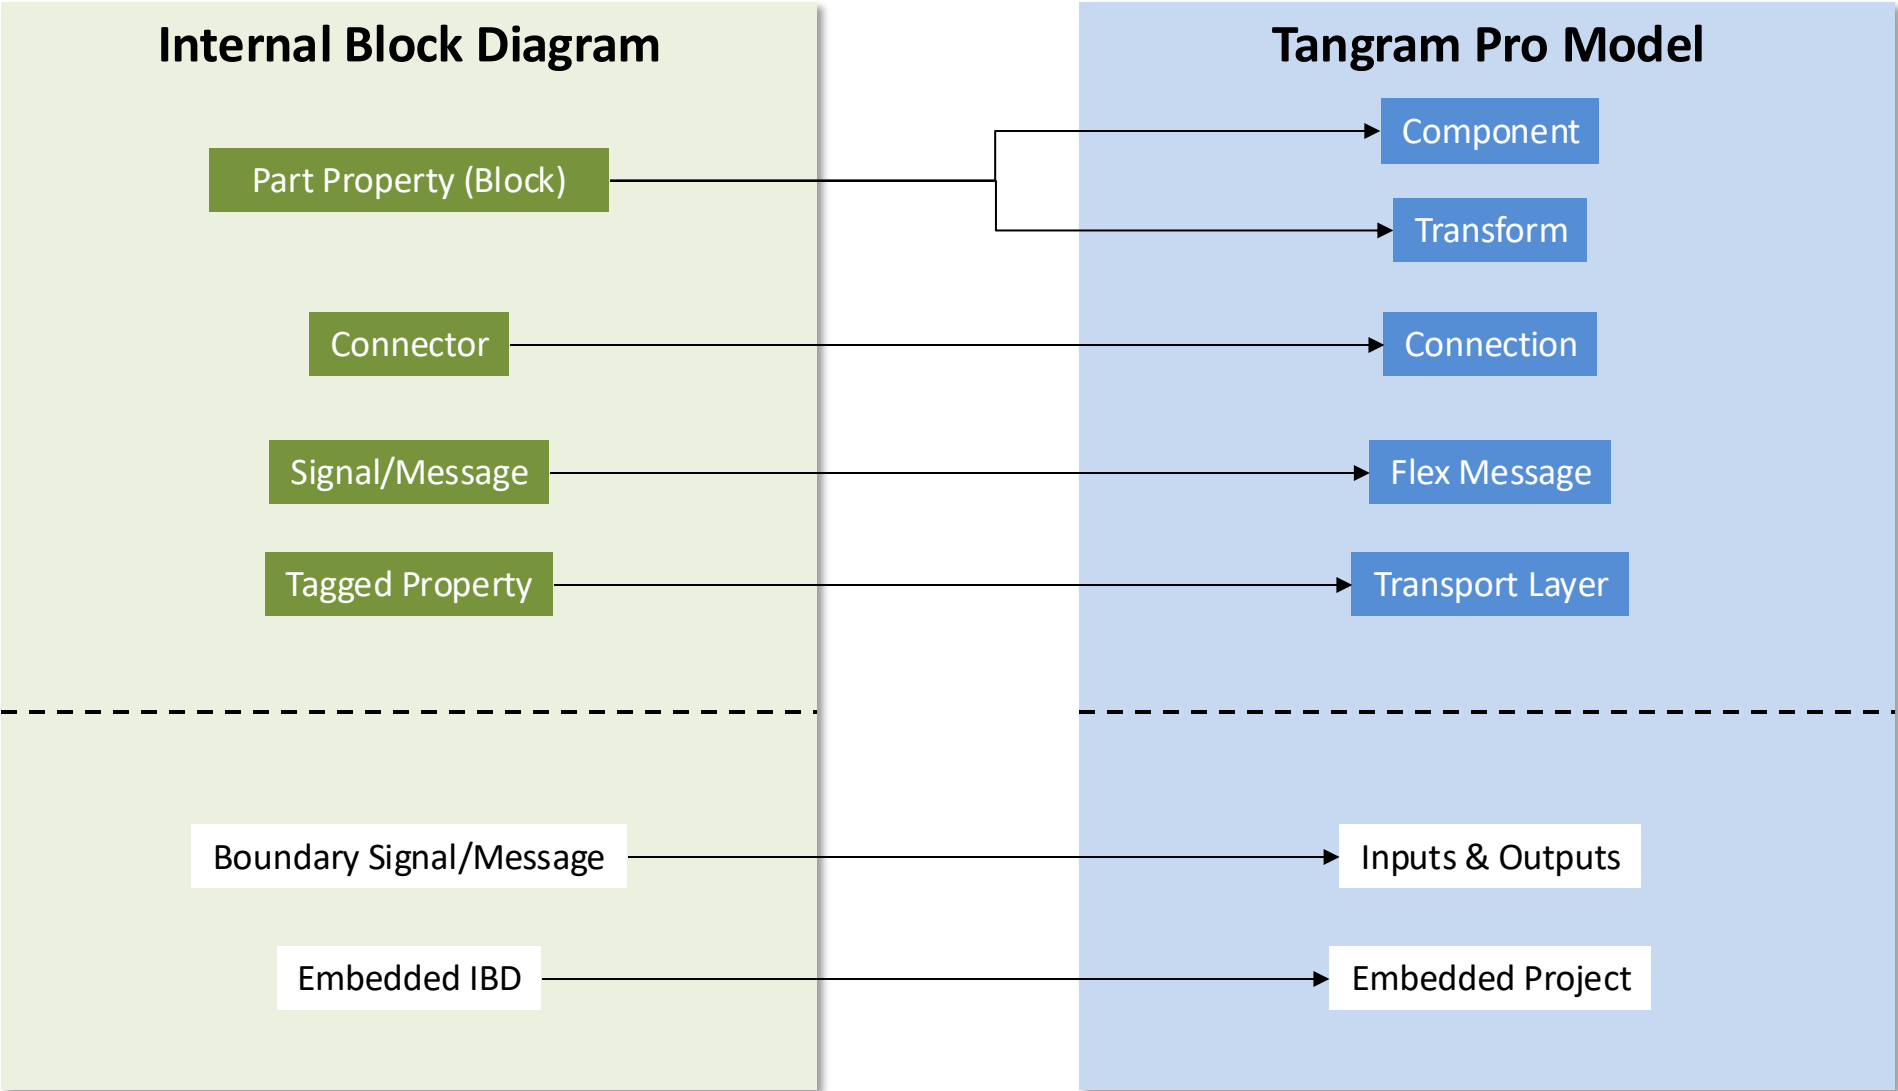 Internal Block Diagram
Tangram Pro Model
Part Property (Block)
Component
Transform
Connector
Connection
Signal/Message
Flex Message
Tagged Property
Transport Layer
Boundary Signal/Message
Inputs & Outputs
Embedded IBD
Embedded Project